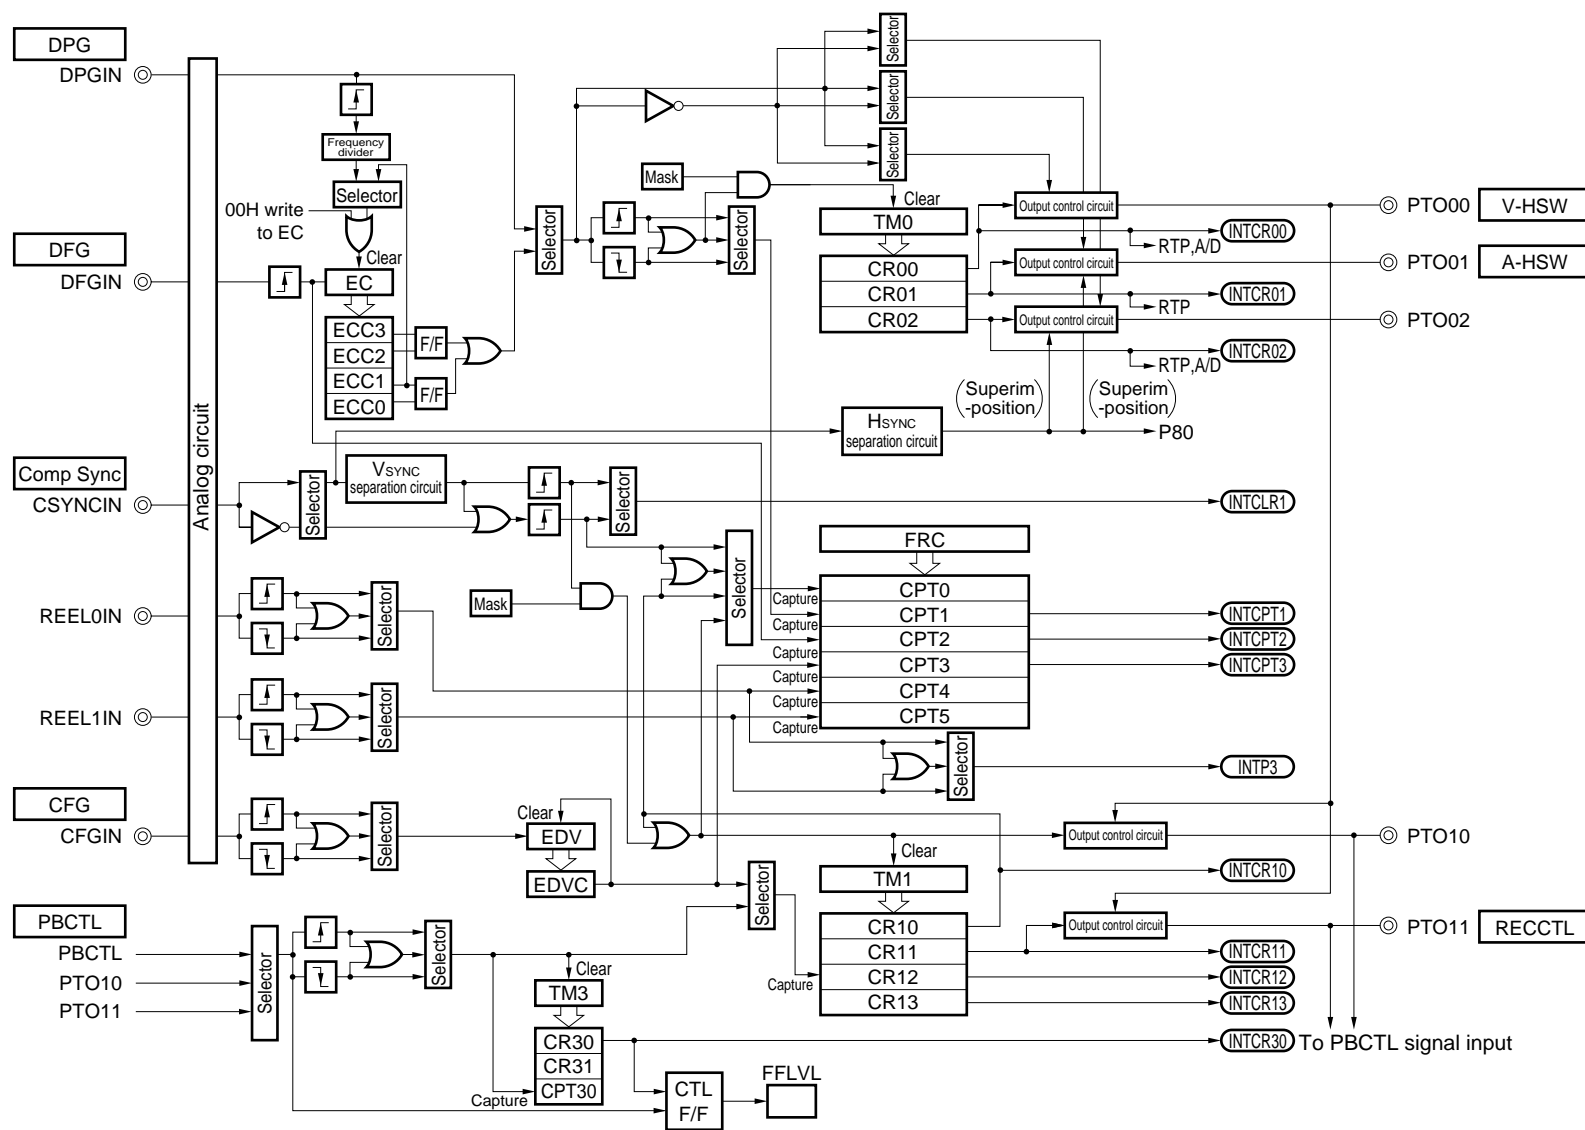 DPG
DPGIN
Analog circuit
Frequency
divider
Selector
00H write
to EC
Clear
DFG
DFGIN
EC
ECC3
ECC2
ECC1
ECC0
F/F
F/F
Selector
Selector
Selector
Selector
Selector
Mask
Clear
TM0
CR00
CR01
CR02
Output control circuit
Output control circuit
Output control circuit
PTO00
V-HSW
INTCR00
RTP,A/D
PTO01
A-HSW
INTCR01
RTP
PTO02
INTCR02
RTP,A/D
(Superim
-position)
(Superim
-position)
HSYNC
separation circuit
P80
Comp Sync
CSYNCIN
Selector
VSYNC
separation circuit
Selector
INTCLR1
Mask
Selector
FRC
CPT0
CPT1
CPT2
CPT3
CPT4
CPT5
Capture
Capture
Capture
Capture
Capture
Capture
INTCPT1
INTCPT2
INTCPT3
REEL0IN
Selector
REEL1IN
Selector
Selector
INTP3
CFG
CFGIN
Selector
Clear
EDV
EDVC
Output control circuit
PTO10
Clear
TM1
INTCR10
Selector
CR10
CR11
CR12
CR13
Capture
Output control circuit
PTO11
RECCTL
INTCR11
INTCR12
INTCR13
PBCTL
PBCTL
PTO10
PTO11
Selector
Selector
Clear
TM3
CR30
CR31
CPT30
Capture
INTCR30
To PBCTL signal input
CTL
F/F
FFLVL